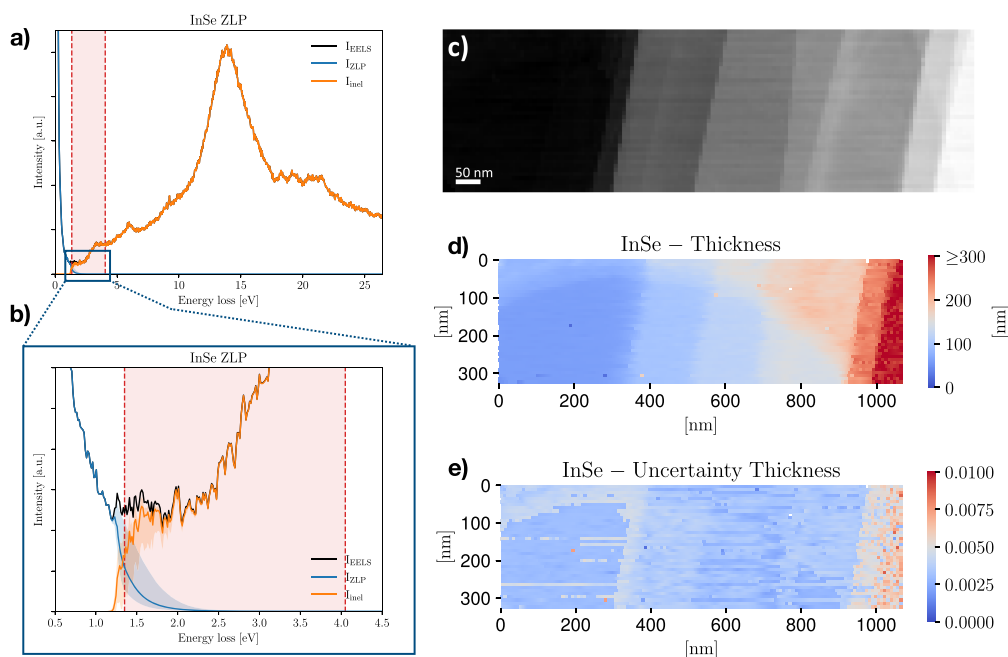 a)
InSe ZLP
I_EELS
I_ZLP
I_inel
Intensity [a.u.]
0 5 10 15 20 25
Energy loss [eV]
b)
InSe ZLP
I_EELS
I_ZLP
I_inel
Intensity [a.u.]
0.5 1.0 1.5 2.0 2.5 3.0 3.5 4.0 4.5
Energy loss [eV]
c)
50 nm
d)
InSe − Thickness
0
100
200
300
[nm]
0 200 400 600 800 1000
[nm]
≥300
200
100
0
[nm]
e)
InSe − Uncertainty Thickness
0
100
200
300
[nm]
0 200 400 600 800 1000
[nm]
0.0100
0.0075
0.0050
0.0025
0.0000